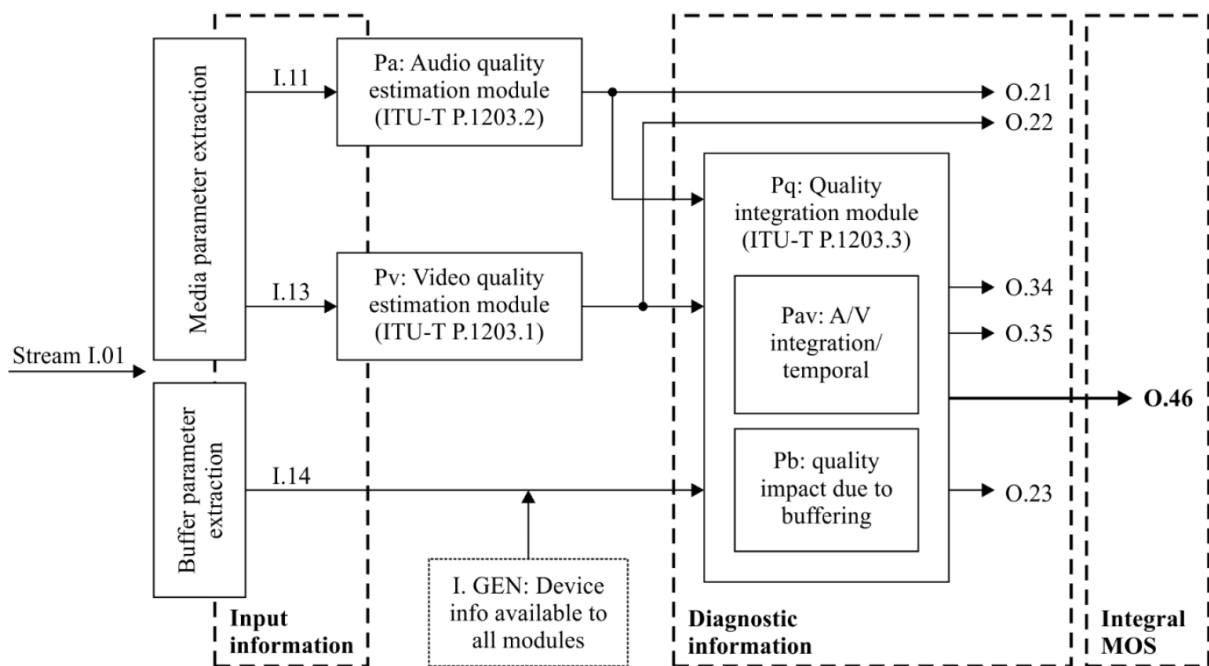 Stream I.01
Media parameter extraction
Buffer parameter
extraction
I.11
I.13
I.14
Input
information
Pa: Audio quality
estimation module
(ITU-T P.1203.2)
Pv: Video quality
estimation module
(ITU-T P.1203.1)
I. GEN: Device
info available to
all modules
Pq: Quality
integration module
(ITU-T P.1203.3)
Pav: A/V
integration/
temporal
Pb: quality
impact due to
buffering
Diagnostic
information
O.21
O.22
O.34
O.35
O.46
O.23
Integral
MOS